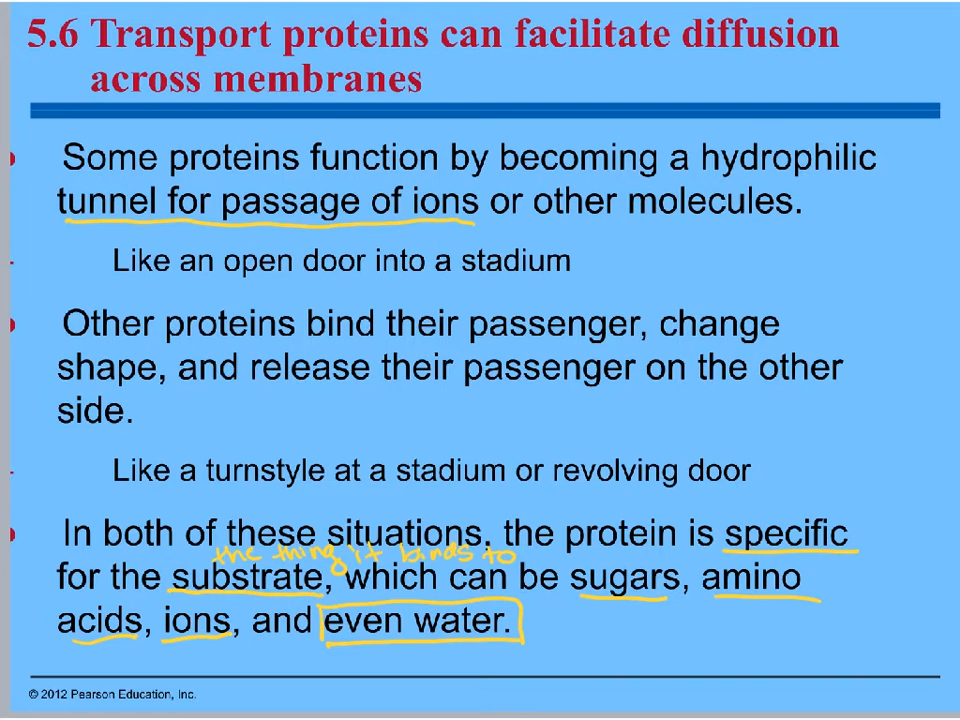 5.6 Transport proteins can facilitate diffusion
across membranes
Some proteins function by becoming a hydrophilic
tunnel for passage of ions or other molecules.
Like an open door into a stadium
Other proteins bind their passenger, change
shape, and release their passenger on the other
side.
Like a turnstyle at a stadium or revolving door
In both of these situations, the protein is specific
the thing it binds to
for the substrate, which can be sugars, amino
acids, ions, and even water.
© 2012 Pearson Education, Inc.